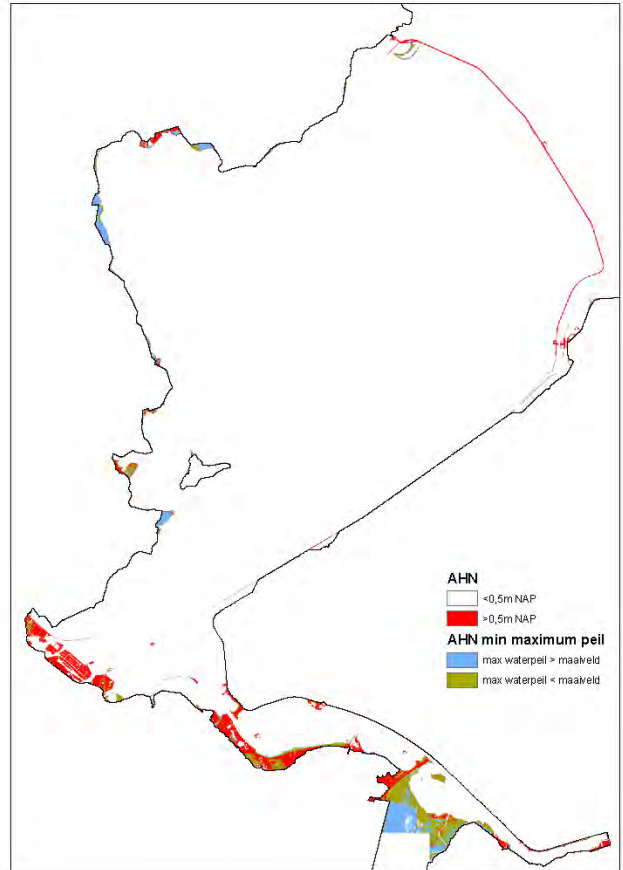 AHN
<0,5m NAP
>0,5m NAP
AHN min maximum peil
max waterpeil > maaiveld
max waterpeil < maaiveld